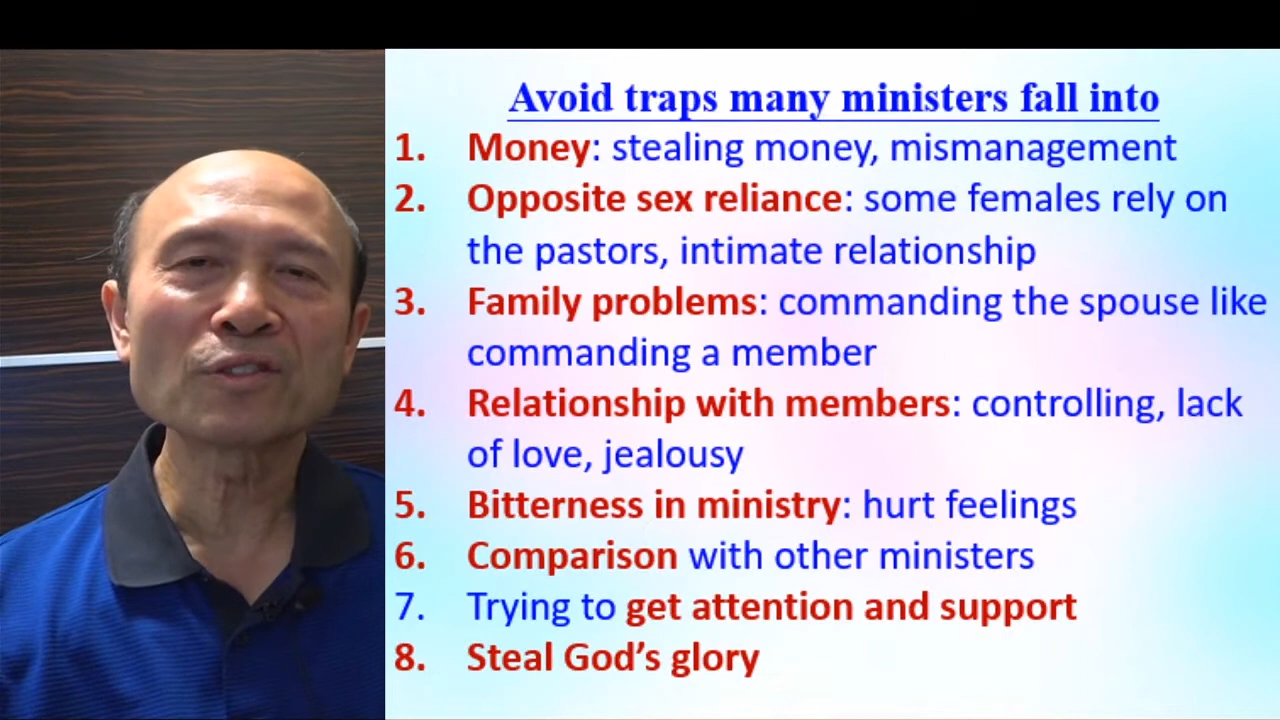 Avoid traps many ministers fall into
1. Money: stealing money, mismanagement
2. Opposite sex reliance: some females rely on
the pastors, intimate relationship
3. Family problems: commanding the spouse like
commanding a member
4. Relationship with members: controlling, lack
of love, jealousy
5. Bitterness in ministry: hurt feelings
6. Comparison with other ministers
7. Trying to get attention and support
8. Steal God’s glory